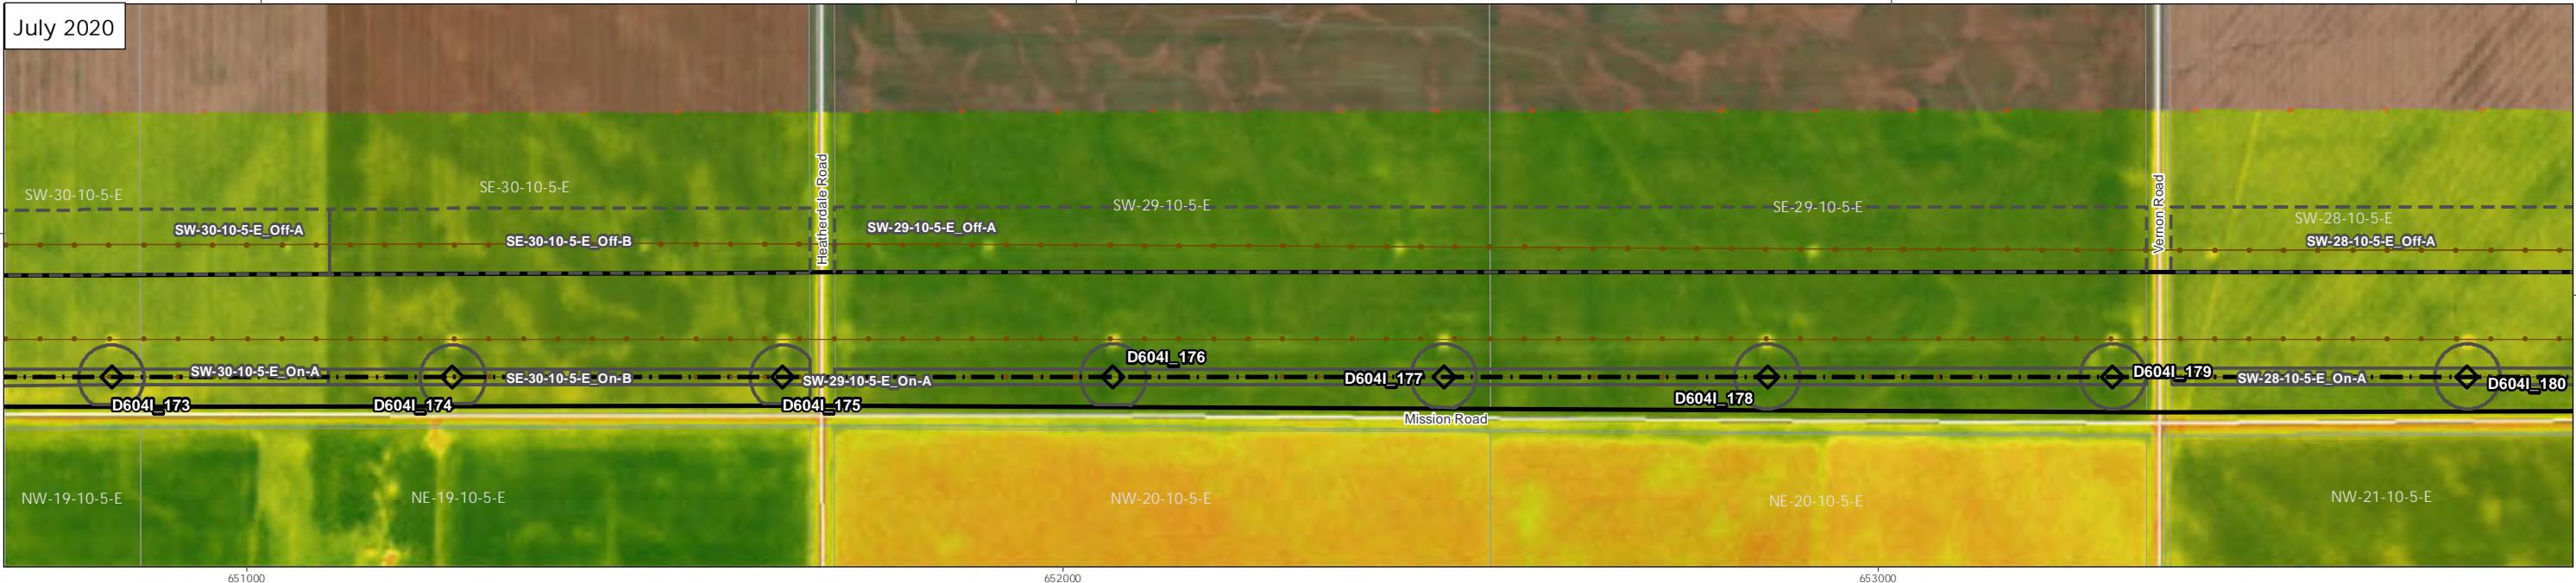 July 2020
SW-30-10-5-E
SE-30-10-5-E
SW-29-10-5-E
SE-29-10-5-E
SW-28-10-5-E
SW-30-10-5-E_Off-A
SE-30-10-5-E_Off-B
Heatherdale Road
SW-29-10-5-E_Off-A
Vernon Road
SW-28-10-5-E_Off-A
SW-30-10-5-E_On-A
SE-30-10-5-E_On-B
SW-29-10-5-E_On-A
SW-28-10-5-E_On-A
D604I_173
D604I_174
D604I_175
D604I_176
D604I_177
D604I_178
D604I_179
D604I_180
Mission Road
NW-19-10-5-E
NE-19-10-5-E
NW-20-10-5-E
NE-20-10-5-E
NW-21-10-5-E
651000
652000
653000